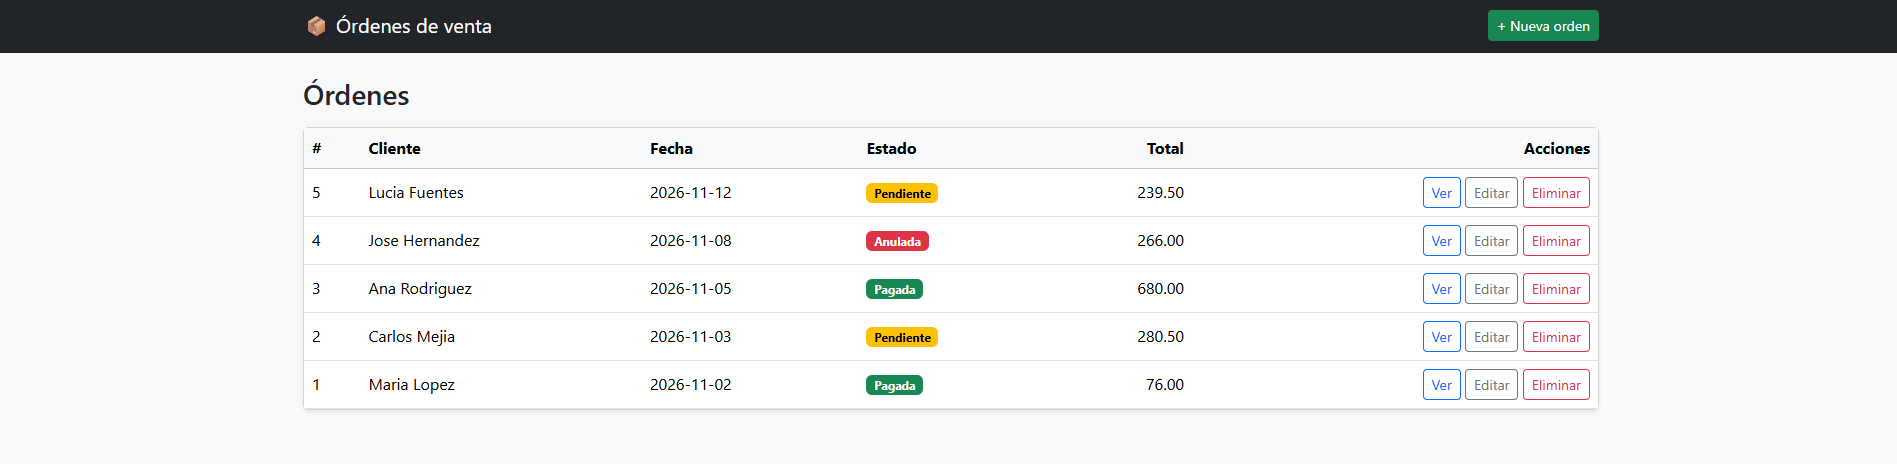 📦 Órdenes de venta + Nueva orden
Órdenes
# Cliente Fecha Estado Total Acciones
5 Lucia Fuentes 2026-11-12 Pendiente 239.50 Ver Editar Eliminar
4 Jose Hernandez 2026-11-08 Anulada 266.00 Ver Editar Eliminar
3 Ana Rodriguez 2026-11-05 Pagada 680.00 Ver Editar Eliminar
2 Carlos Mejia 2026-11-03 Pendiente 280.50 Ver Editar Eliminar
1 Maria Lopez 2026-11-02 Pagada 76.00 Ver Editar Eliminar